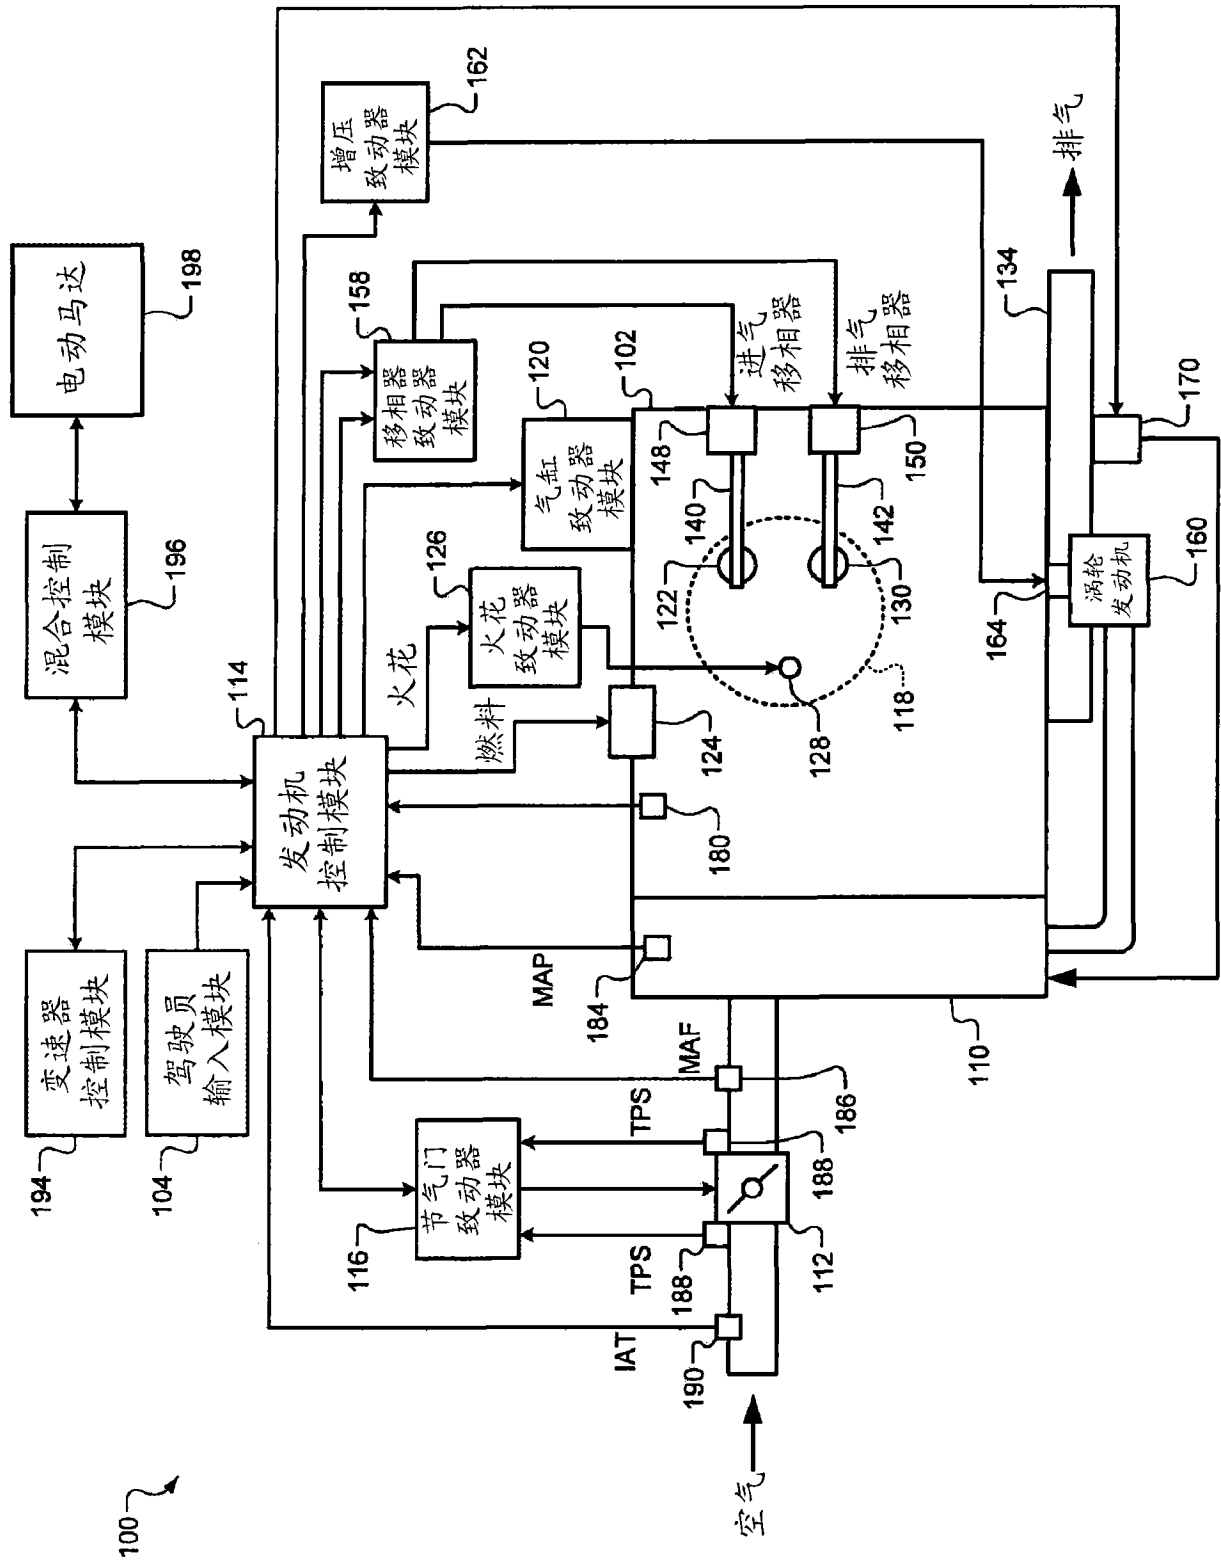 100
变速器
控制模块
194
驾驶员
输入模块
104
混合控制
模块
196
电动马达
198
发动机
控制模块
114
增压
致动器
模块
162
移相器
致动器
模块
158
气缸
致动器
模块
120
火花
火花
致动器
模块
126
燃料
124
节气门
致动器
模块
116
IAT
190
TPS
188
TPS
188
MAF
186
MAP
184
180
112
空气
110
102
进气
移相器
148
140
122
排气
移相器
150
142
130
128
118
164
涡轮
发动机
160
170
134
排气